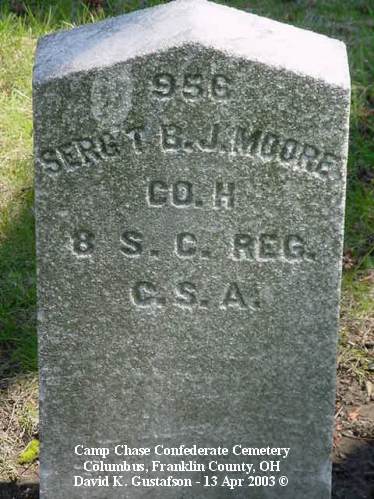 956
SERG'T B.J. MOORE
CO. H
8 S. C. REG.
C. S. A.
Camp Chase Confederate Cemetery
Columbus, Franklin County, OH
David K. Gustafson - 13 Apr 2003 ©